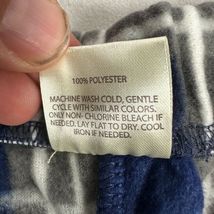 100% POLYESTER
MACHINE WASH COLD, GENTLE
CYCLE WITH SIMILAR COLORS.
ONLY NON- CHLORINE BLEACH IF
NEEDED. LAY FLAT TO DRY. COOL
IRON IF NEEDED.